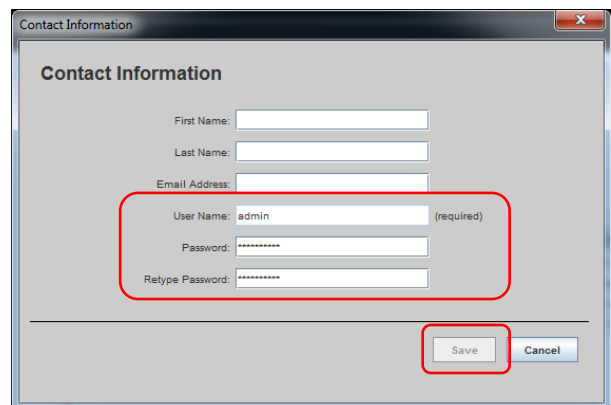 Contact Information
Contact Information
First Name:
Last Name:
Email Address:
User Name: admin (required)
Password: **********
Retype Password: **********
Save Cancel